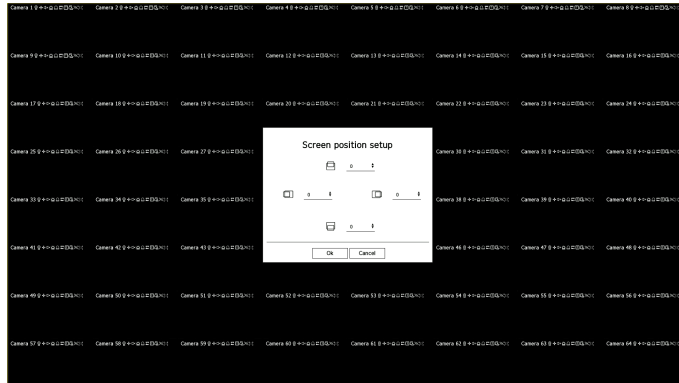 Camera 1 Camera 2 Camera 3 Camera 4 Camera 5 Camera 6 Camera 7 Camera 8
Camera 9 Camera 10 Camera 11 Camera 12 Camera 13 Camera 14 Camera 15 Camera 16
Camera 17 Camera 18 Camera 19 Camera 20 Camera 21 Camera 22 Camera 23 Camera 24
Screen position setup
0
Camera 25 Camera 26 Camera 27 Camera 30 Camera 31 Camera 32
0 0
Camera 33 Camera 34 Camera 35 Camera 38 Camera 39 Camera 40
0
Camera 41 Camera 42 Camera 43 Camera 46 Camera 47 Camera 48
Ok Cancel
Camera 49 Camera 50 Camera 51 Camera 52 Camera 53 Camera 54 Camera 55 Camera 56
Camera 57 Camera 58 Camera 59 Camera 60 Camera 61 Camera 62 Camera 63 Camera 64